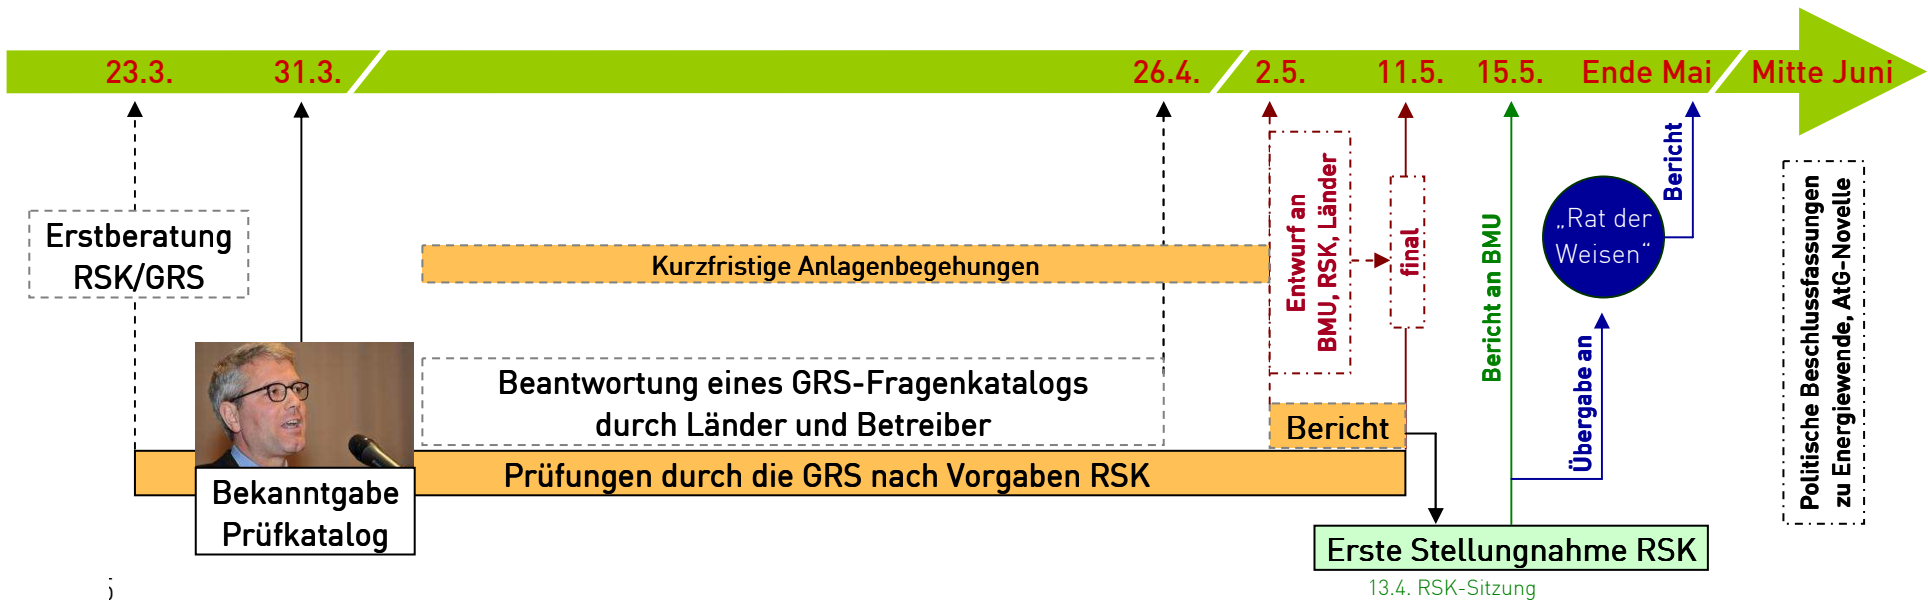 23.3.
31.3.
26.4.
2.5.
11.5.
15.5.
Ende Mai
Mitte Juni
Erstberatung
RSK/GRS
Kurzfristige Anlagenbegehungen
Entwurf an
BMU, RSK, Länder
final
Bericht an BMU
„Rat der
Weisen“
Bericht
Übergabe an
Politische Beschlussfassungen
zu Energiewende, AtG-Novelle
Beantwortung eines GRS-Fragenkatalogs
durch Länder und Betreiber
Bericht
Prüfungen durch die GRS nach Vorgaben RSK
Bekanntgabe
Prüfkatalog
Erste Stellungnahme RSK
13.4. RSK-Sitzung